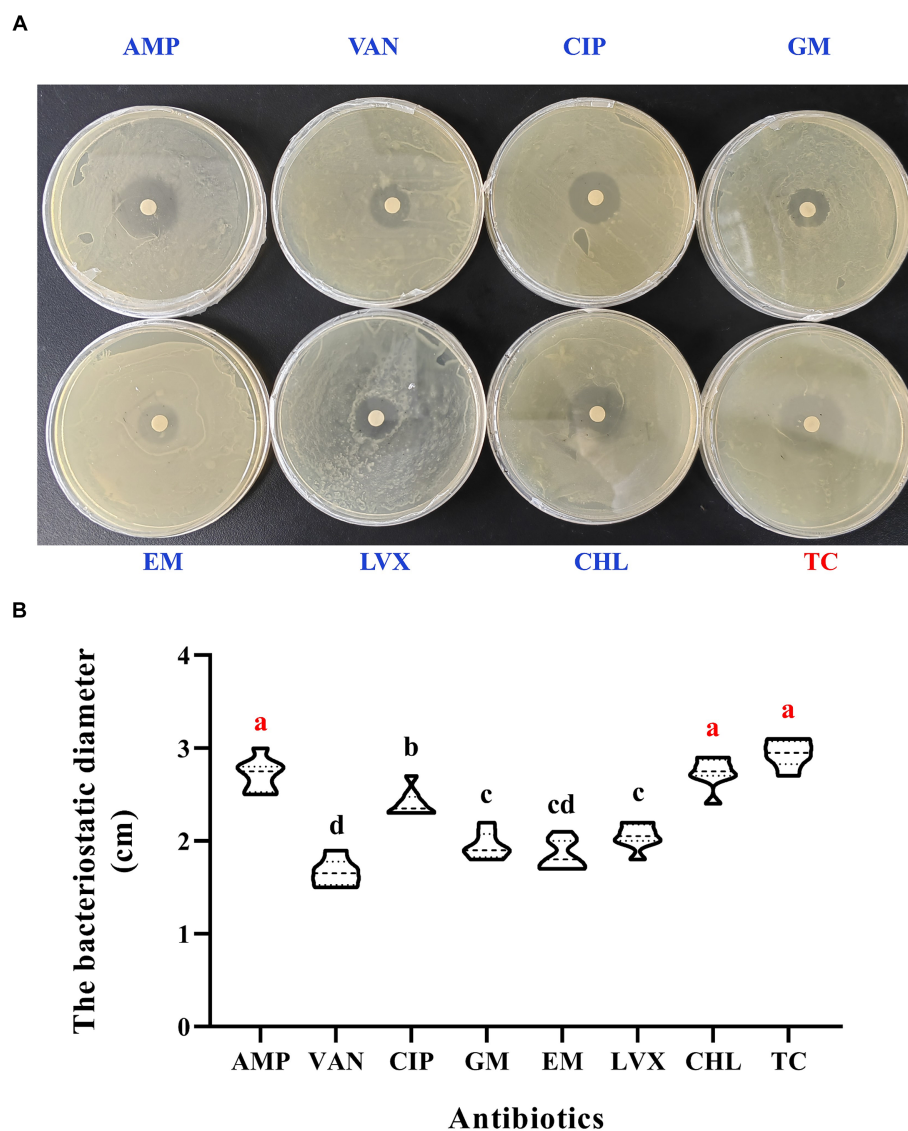 A
AMP VAN CIP GM
EM LVX CHL TC
B
The bacteriostatic diameter
(cm)
4
3
2
1
0
a d b c cd c a a
AMP VAN CIP GM EM LVX CHL TC
Antibiotics